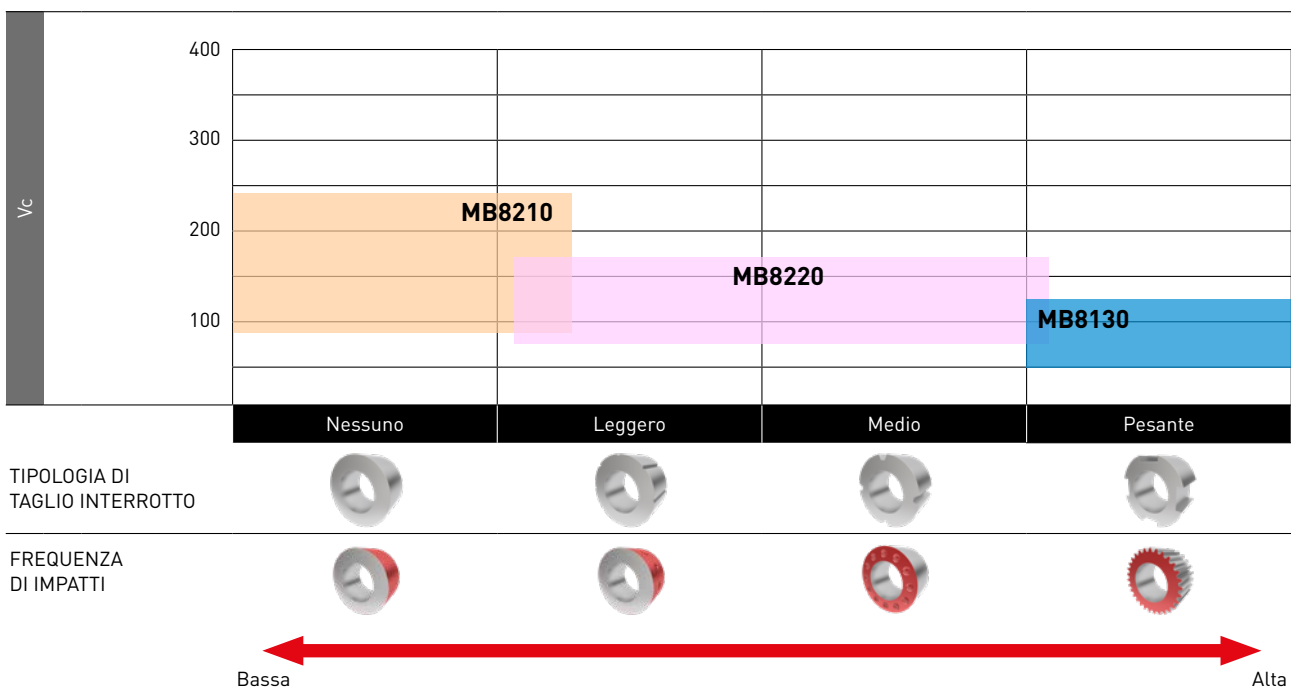 Vc
400
300
200
100
MB8210
MB8220
MB8130
Nessuno
Leggero
Medio
Pesante
TIPOLOGIA DI
TAGLIO INTERROTTO
FREQUENZA
DI IMPATTI
Bassa
Alta